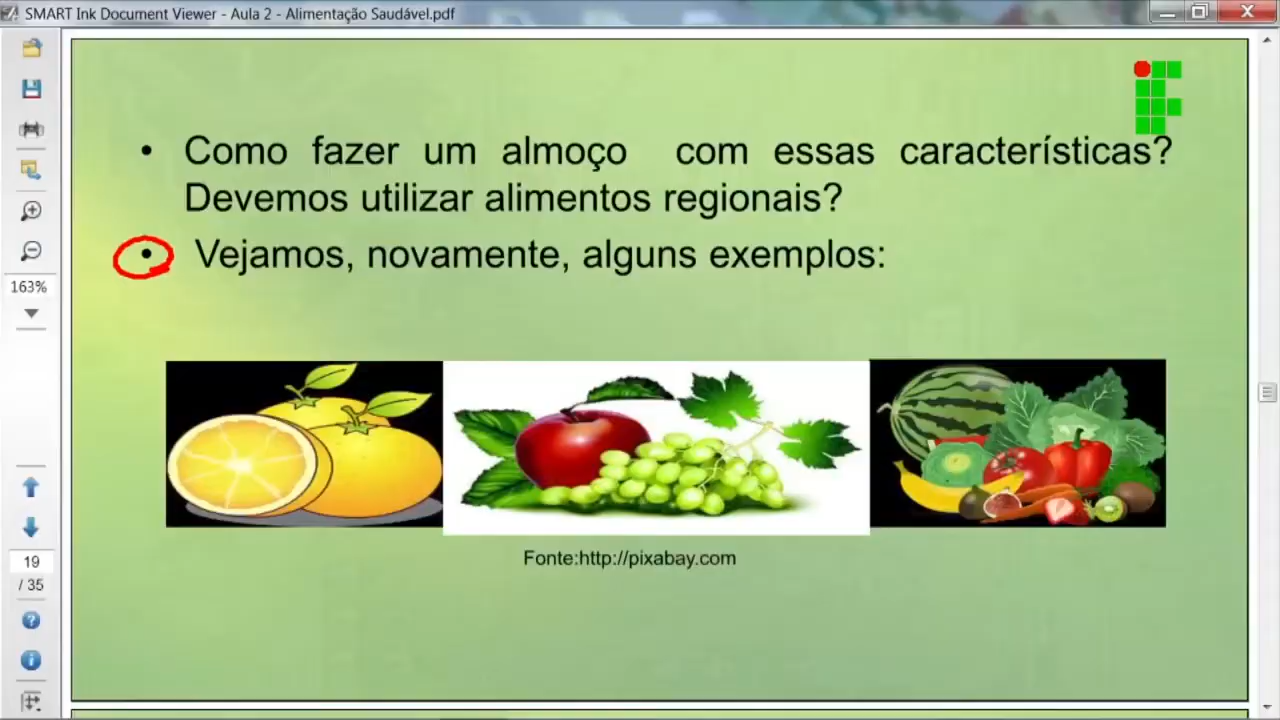 SMART Ink Document Viewer - Aula 2 - Alimentação Saudável.pdf
• Como fazer um almoço com essas características?
Devemos utilizar alimentos regionais?
• Vejamos, novamente, alguns exemplos:
163%
Fonte:http://pixabay.com
19
/ 35